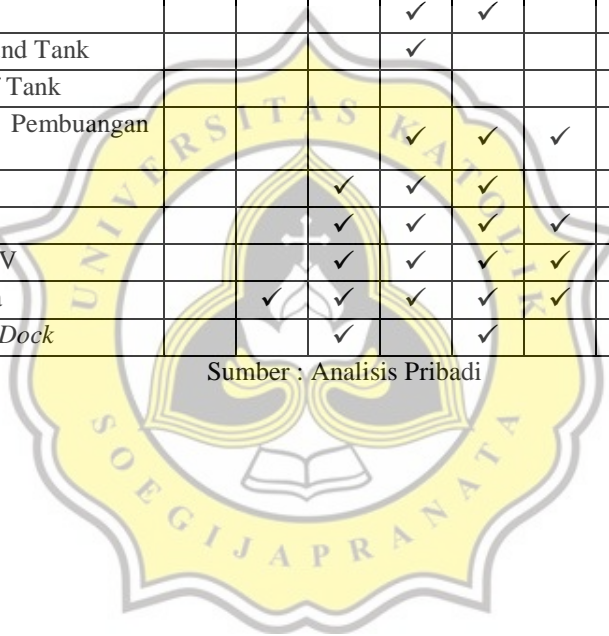 ✓ ✓
nd Tank ✓
Tank
Pembuangan ✓ ✓ ✓
✓ ✓ ✓
✓ ✓ ✓ ✓
V ✓ ✓ ✓ ✓
✓ ✓ ✓ ✓ ✓
Dock ✓ ✓
Sumber : Analisis Pribadi
UNIVERSITAS KATOLIK
SOEGIJAPRANATA